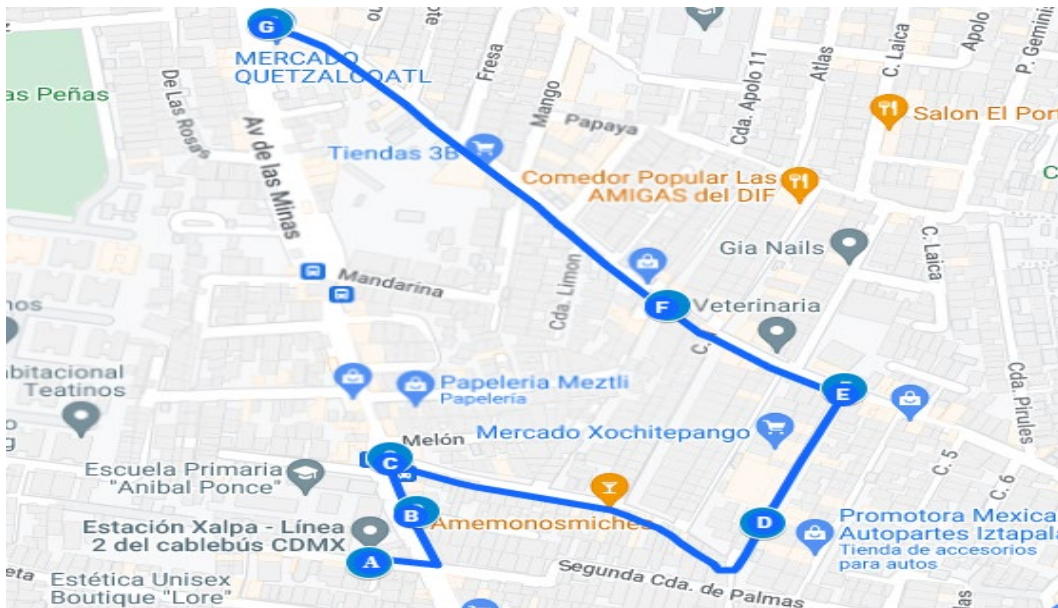 G
MERCADO
QUETZALCOATL
as Peñas
De Las Rosas
Av de las Minas
Fresa
Mango
Papaya
Tiendas 3B
Cda. Apolo 11
Atlas
C. Laica
Apolo
P. Gemini
Salon El Port
Comedor Popular Las
AMIGAS del DIF
Gia Nails
C. Laica
Mandarina
Cda. Limon
F
Veterinaria
C.
E
Cda. Pirules
abitacional
Teatinos
Papeleria Meztli
Papelería
Melón
Mercado Xochitepango
C. 5
C. 6
C
Escuela Primaria
"Anibal Ponce"
B
Amemonosmiches
D
Estación Xalpa - Línea
2 del cablebús CDMX
A
Promotora Mexica
Autopartes Iztapala
Tienda de accesorios
para autos
Segunda Cda. de Palmas
eta
Estética Unisex
Boutique "Lore"